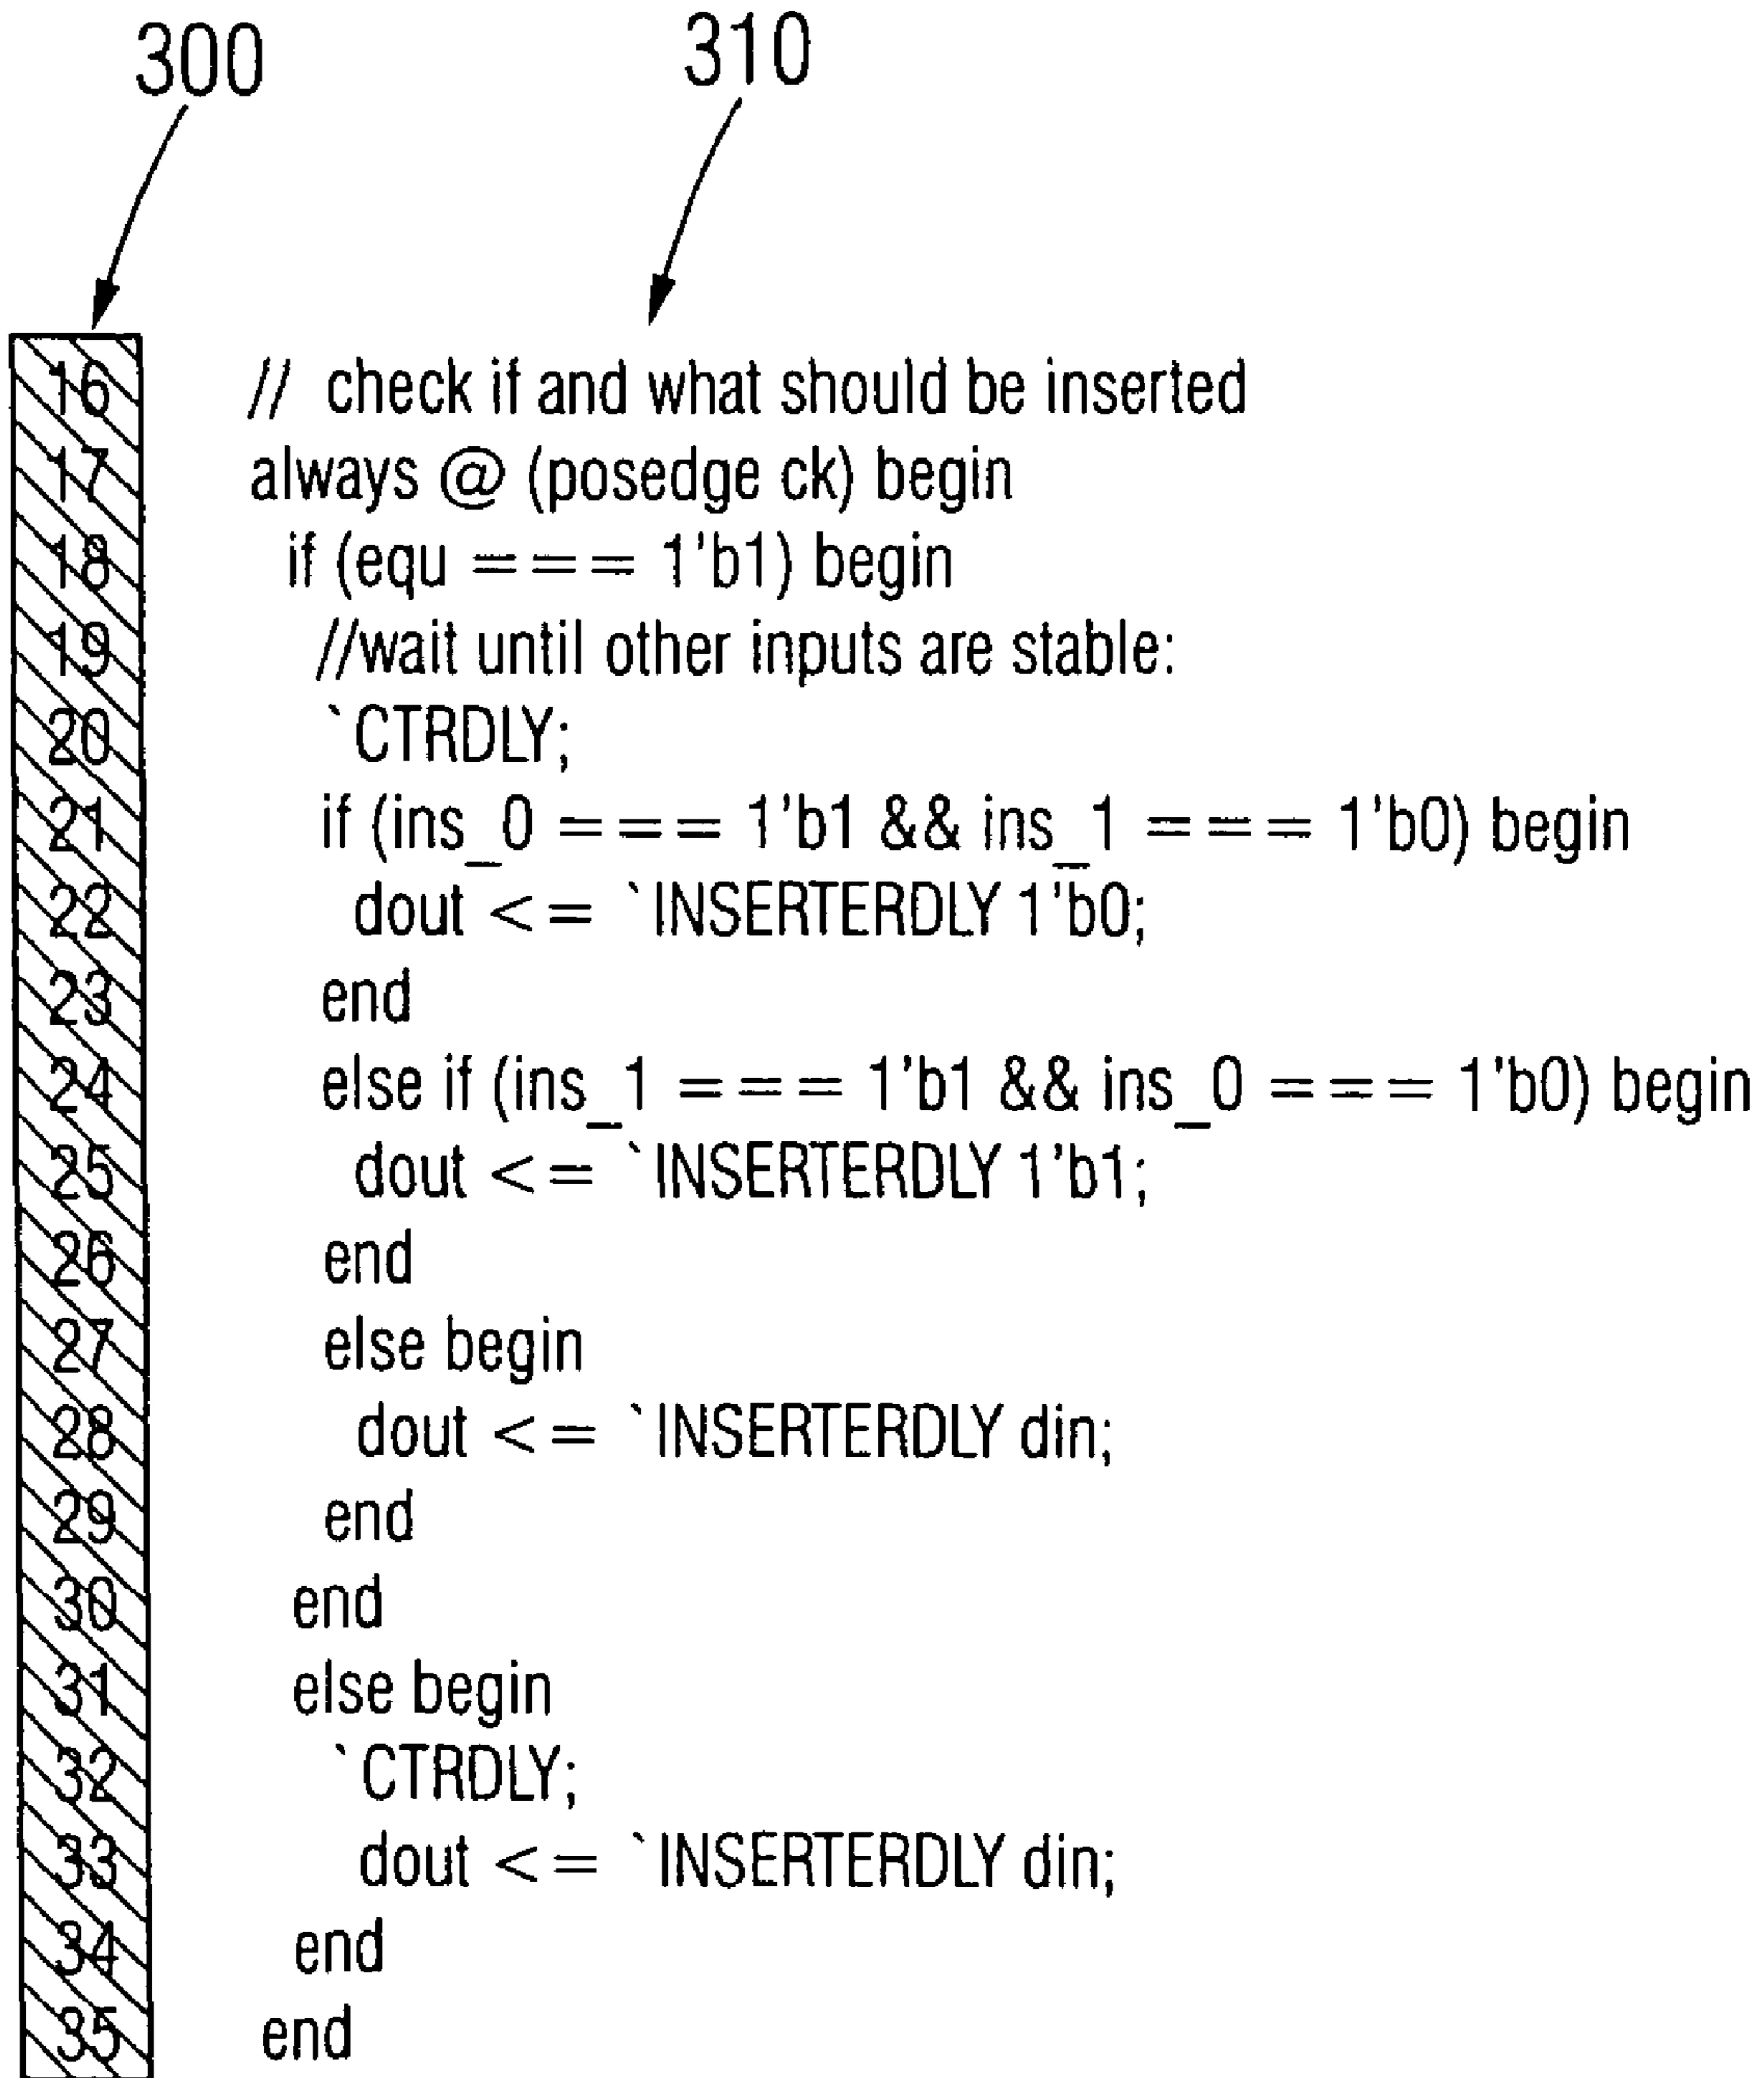 300 310
16 // check if and what should be inserted
17 always @ (posedge ck) begin
18 if (equ === 1'b1) begin
19 //wait until other inputs are stable:
20 `CTRDLY;
21 if (ins_0 === 1'b1 && ins_1 === 1'b0) begin
22 dout <= `INSERTERDLY 1'b0;
23 end
24 else if (ins_1 === 1'b1 && ins_0 === 1'b0) begin
25 dout <= `INSERTERDLY 1'b1;
26 end
27 else begin
28 dout <= `INSERTERDLY din;
29 end
30 end
31 else begin
32 `CTRDLY;
33 dout <= `INSERTERDLY din;
34 end
35 end